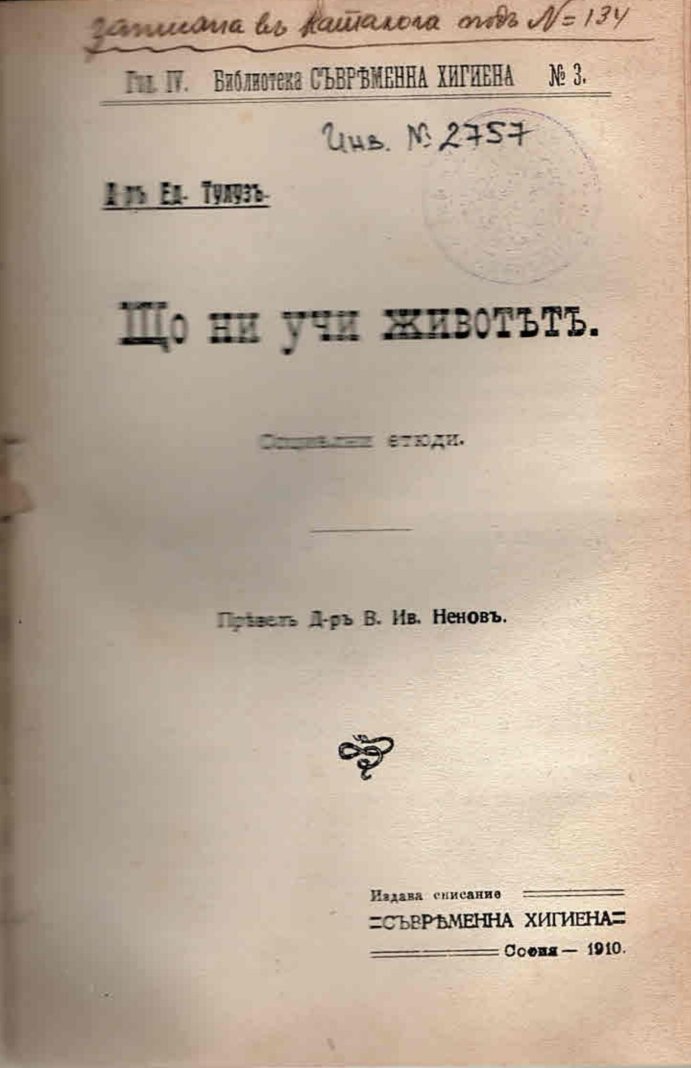 записана въ каталога подъ №=134
Год. IV. Библиотека СЪВРѢМЕННА ХИГИЕНА № 3.
Инв. № 2757
Д-ръ Ед. Тулузъ.
Що ни учи животътъ.
Социални етюди.
Прѣвелъ Д-ръ В. Ив. Неновъ.
Издава списание
СЪВРѢМЕННА ХИГИЕНА
София — 1910.